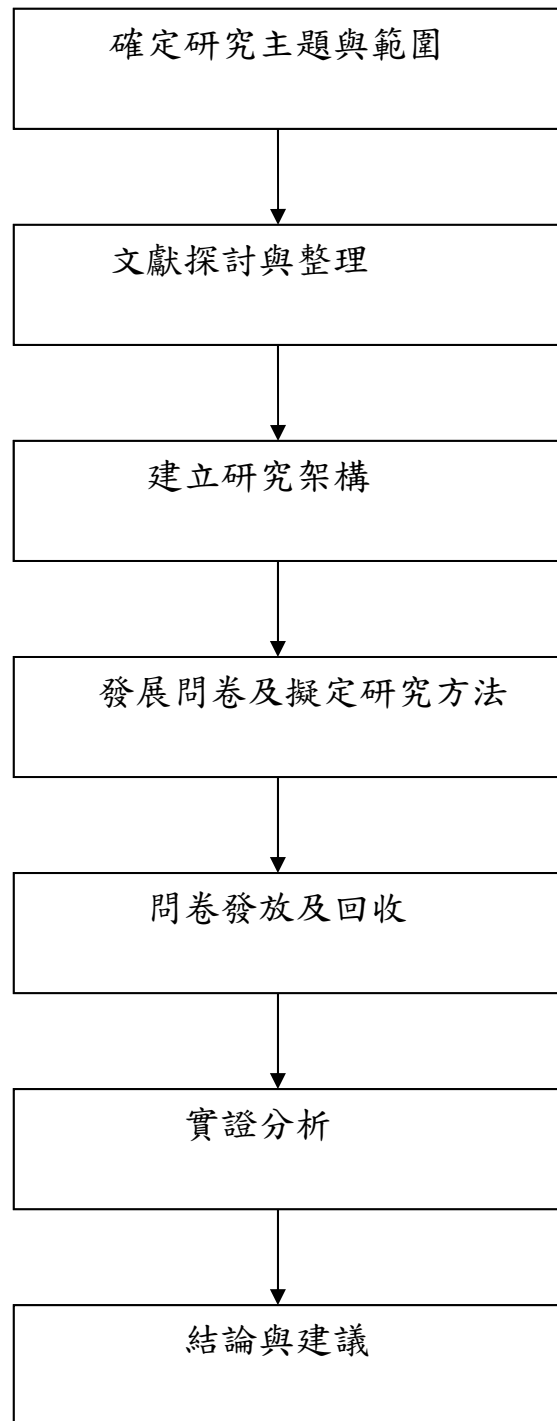 確定研究主題與範圍
文獻探討與整理
建立研究架構
發展問卷及擬定研究方法
問卷發放及回收
實證分析
結論與建議